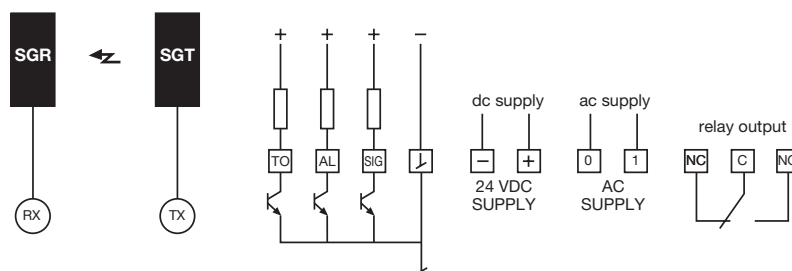 SGR
SGT
RX
TX
+ + + −
TO AL SIG
dc supply
− +
24 VDC
SUPPLY
ac supply
0 1
AC
SUPPLY
relay output
NC C